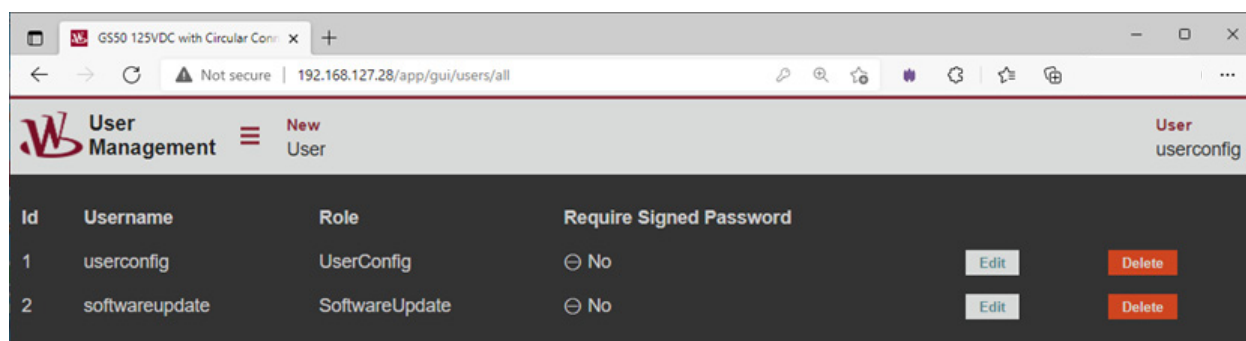 GS50 125VDC with Circular Conn
Not secure | 192.168.127.28/app/gui/users/all
User Management
New User
User userconfig
Id Username Role Require Signed Password
1 userconfig UserConfig No Edit Delete
2 softwareupdate SoftwareUpdate No Edit Delete